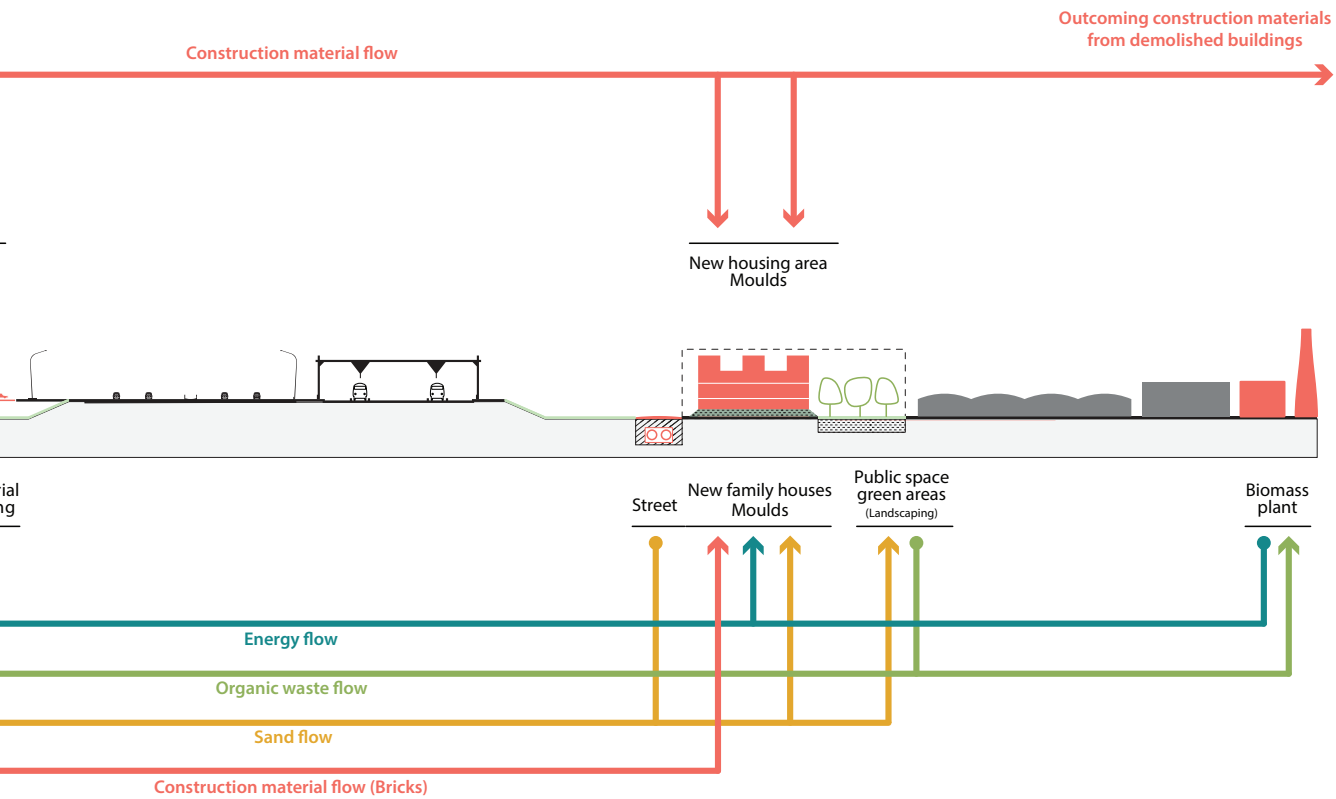 Outcoming construction materials
from demolished buildings
Construction material flow
New housing area
Moulds
Street
New family houses
Moulds
Public space
green areas
(Landscaping)
Biomass
plant
Energy flow
Organic waste flow
Sand flow
Construction material flow (Bricks)